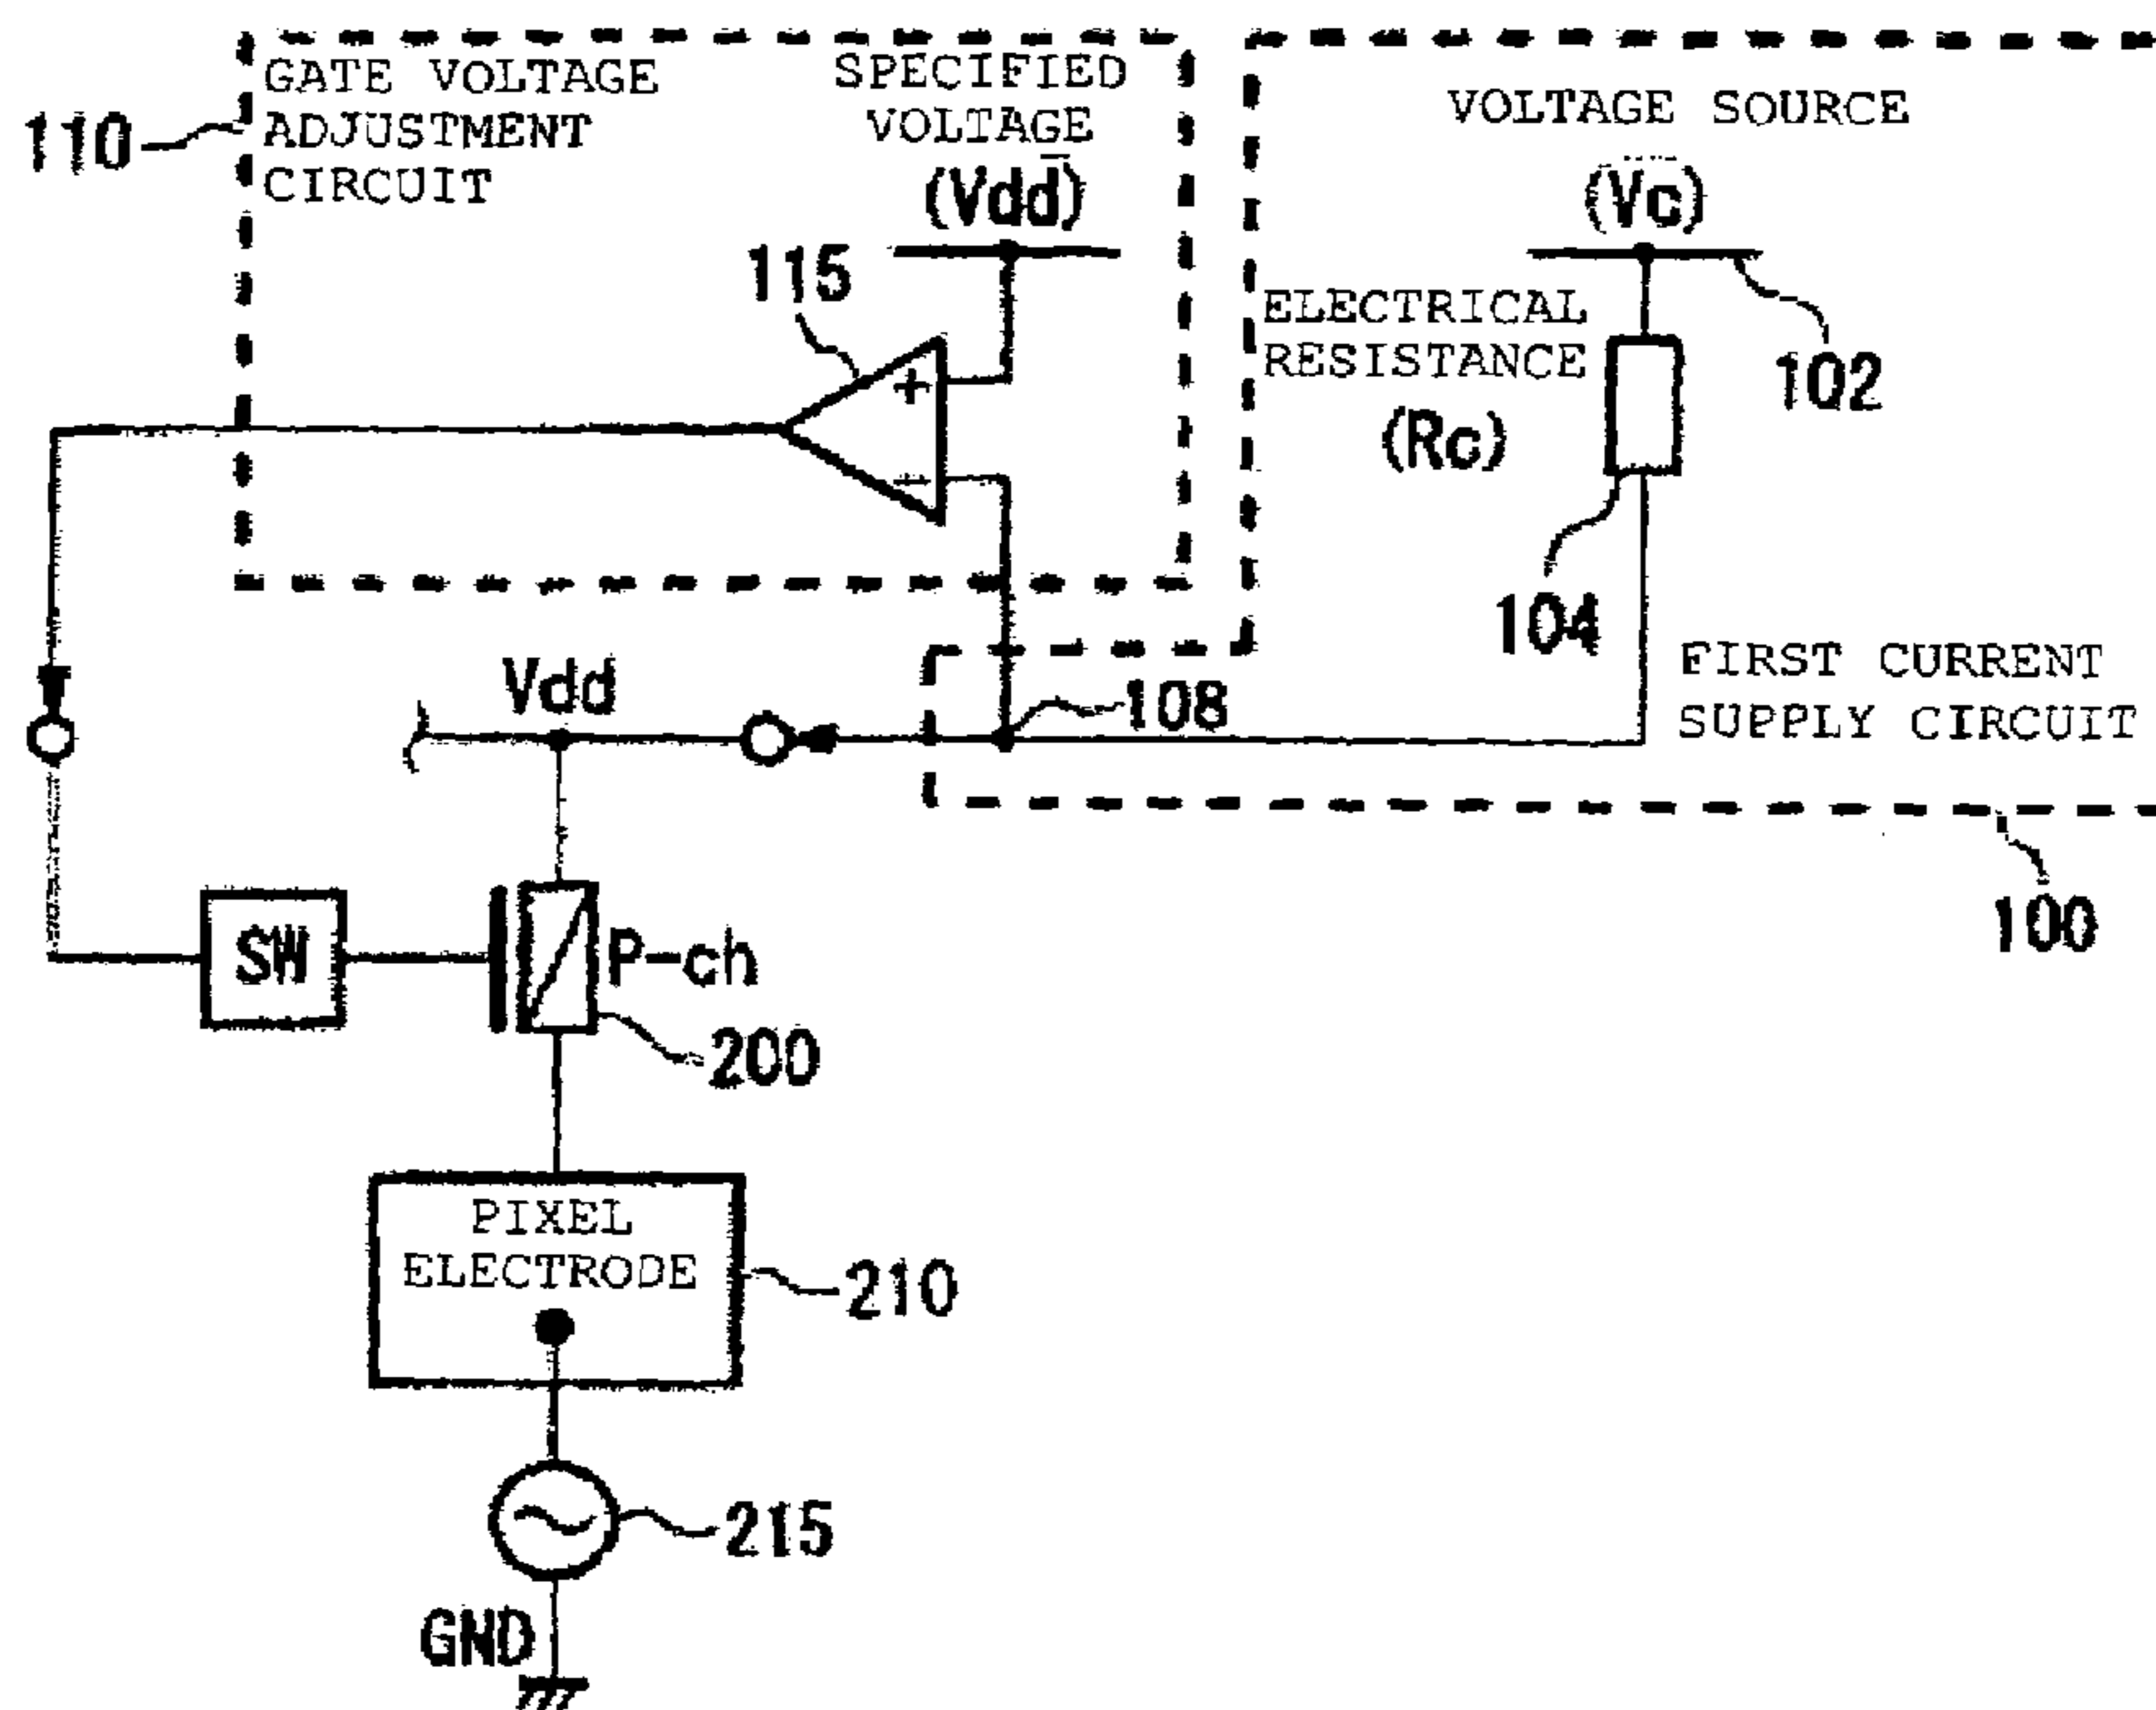 GATE VOLTAGE
ADJUSTMENT
CIRCUIT
110
SPECIFIED
VOLTAGE
(Vdd)
115
+
−
VOLTAGE SOURCE
(Vc)
ELECTRICAL
RESISTANCE
(Rc)
102
104
FIRST CURRENT
SUPPLY CIRCUIT
108
100
Vdd
SW
P-ch
200
PIXEL
ELECTRODE
210
215
GND